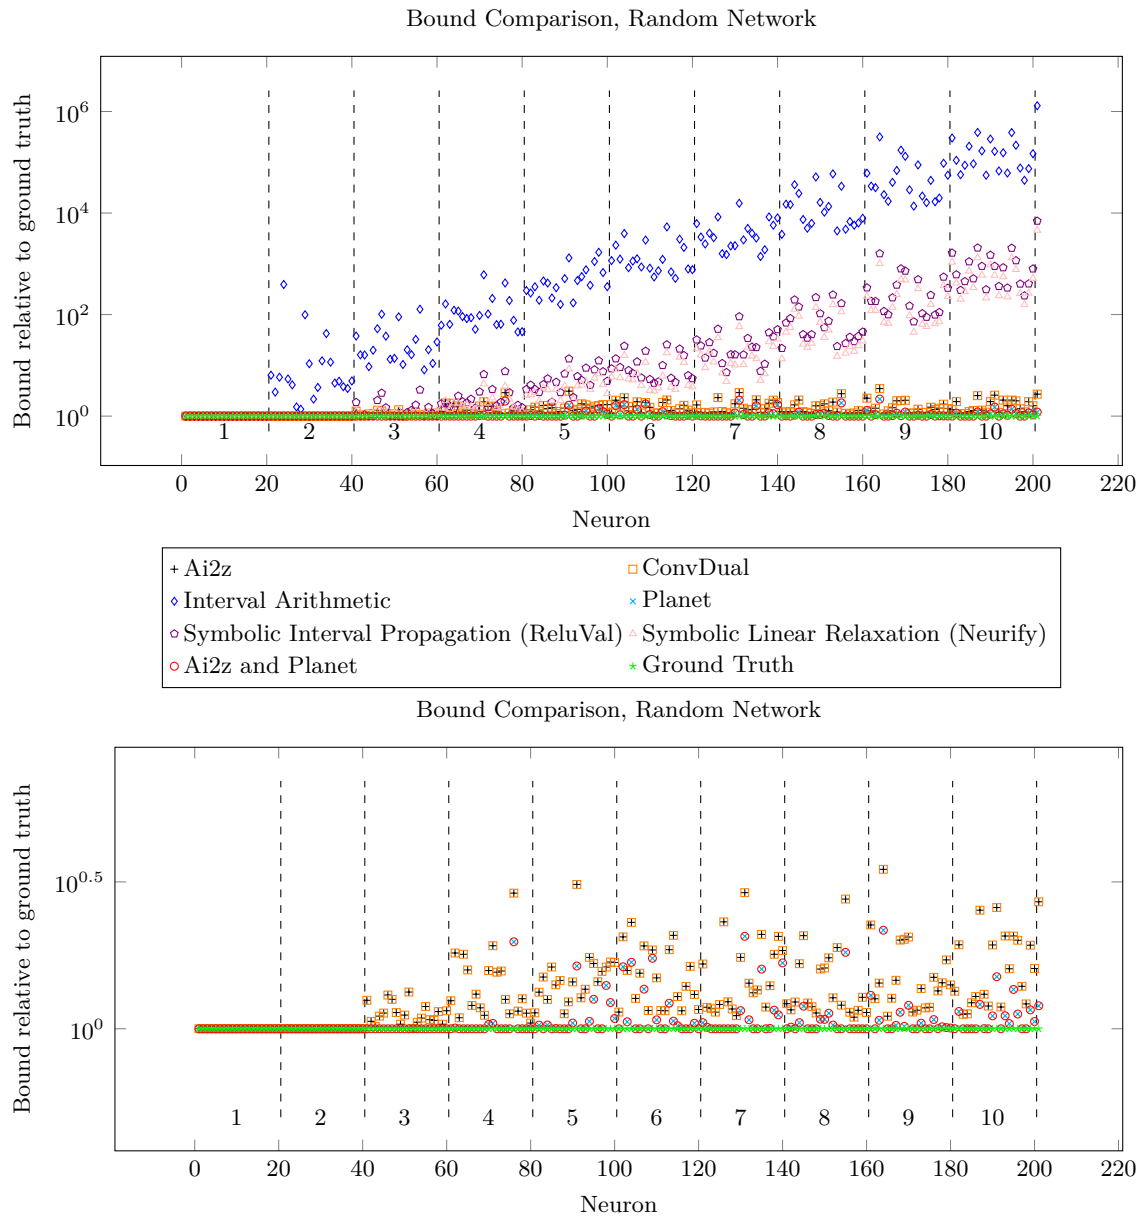 Bound Comparison, Random Network
Bound relative to ground truth
10^6
10^4
10^2
10^0
1 2 3 4 5 6 7 8 9 10
0 20 40 60 80 100 120 140 160 180 200 220
Neuron
Ai2z
ConvDual
Interval Arithmetic
Planet
Symbolic Interval Propagation (ReluVal)
Symbolic Linear Relaxation (Neurify)
Ai2z and Planet
Ground Truth
Bound Comparison, Random Network
Bound relative to ground truth
10^0.5
10^0
1 2 3 4 5 6 7 8 9 10
0 20 40 60 80 100 120 140 160 180 200 220
Neuron